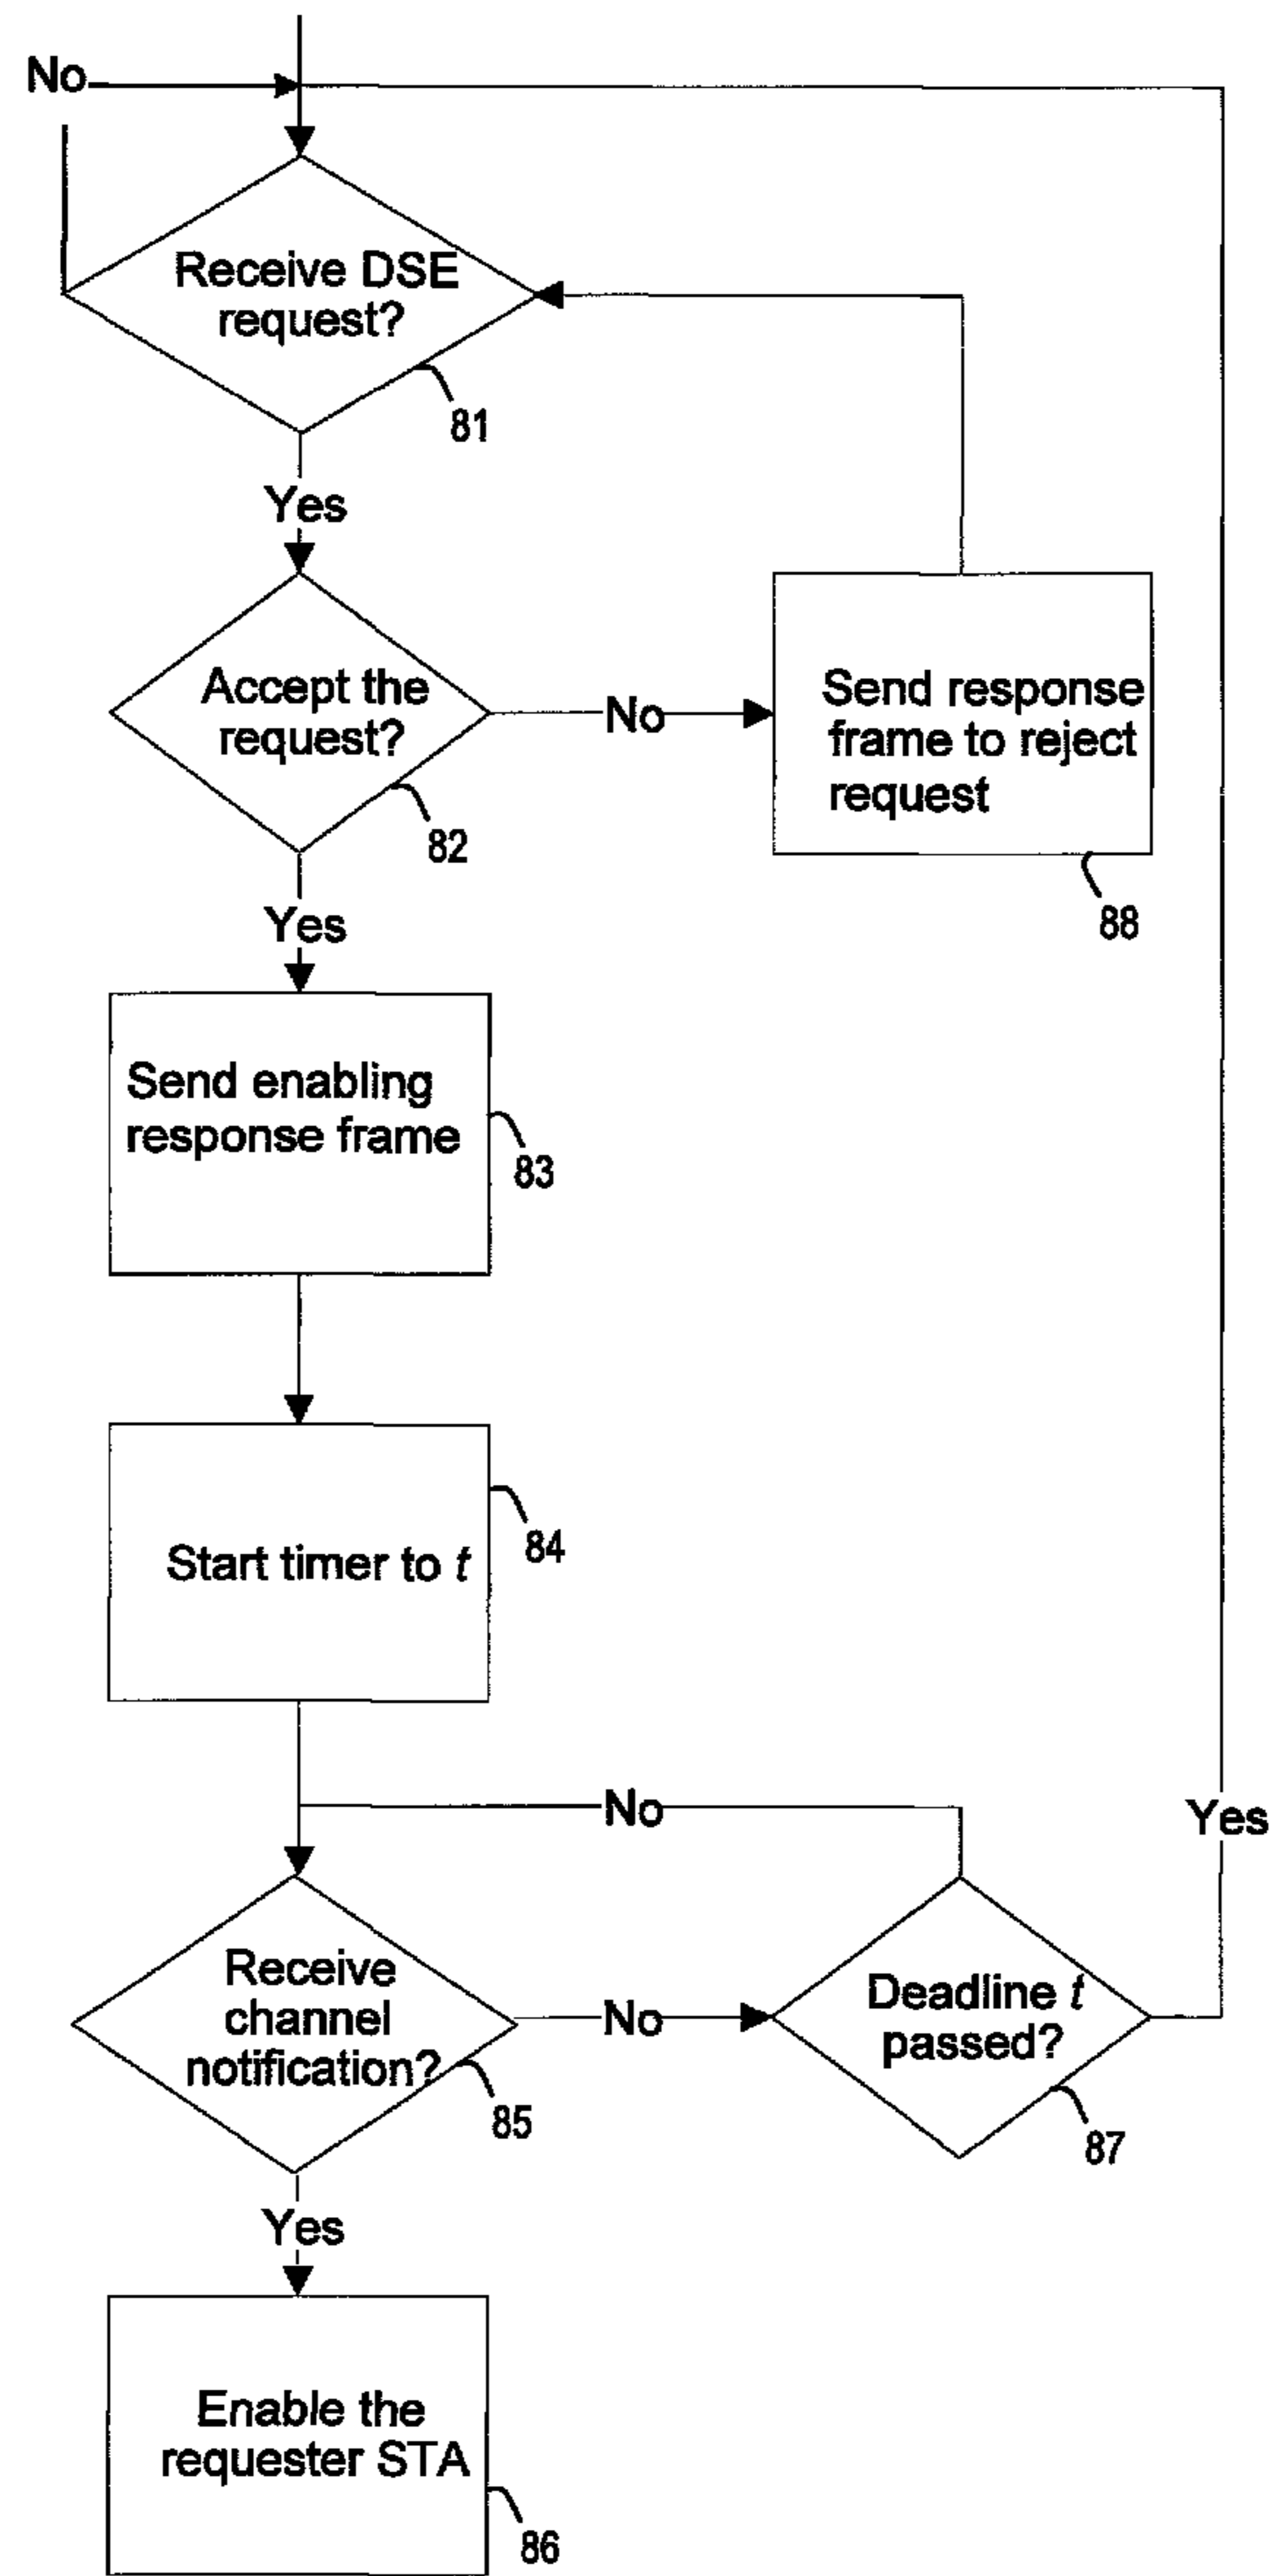 No
Receive DSE
request?
81
Yes
Accept the
request?
82
No
Send response
frame to reject
request
88
Yes
Send enabling
response frame
83
Start timer to t
84
No
Yes
Receive
channel
notification?
85
No
Deadline t
passed?
87
Yes
Enable the
requester STA
86